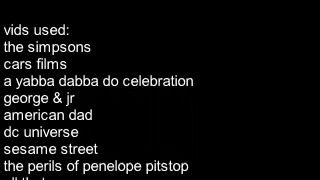 vids used:
the simpsons
cars films
a yabba dabba do celebration
george & jr
american dad
dc universe
sesame street
the perils of penelope pitstop